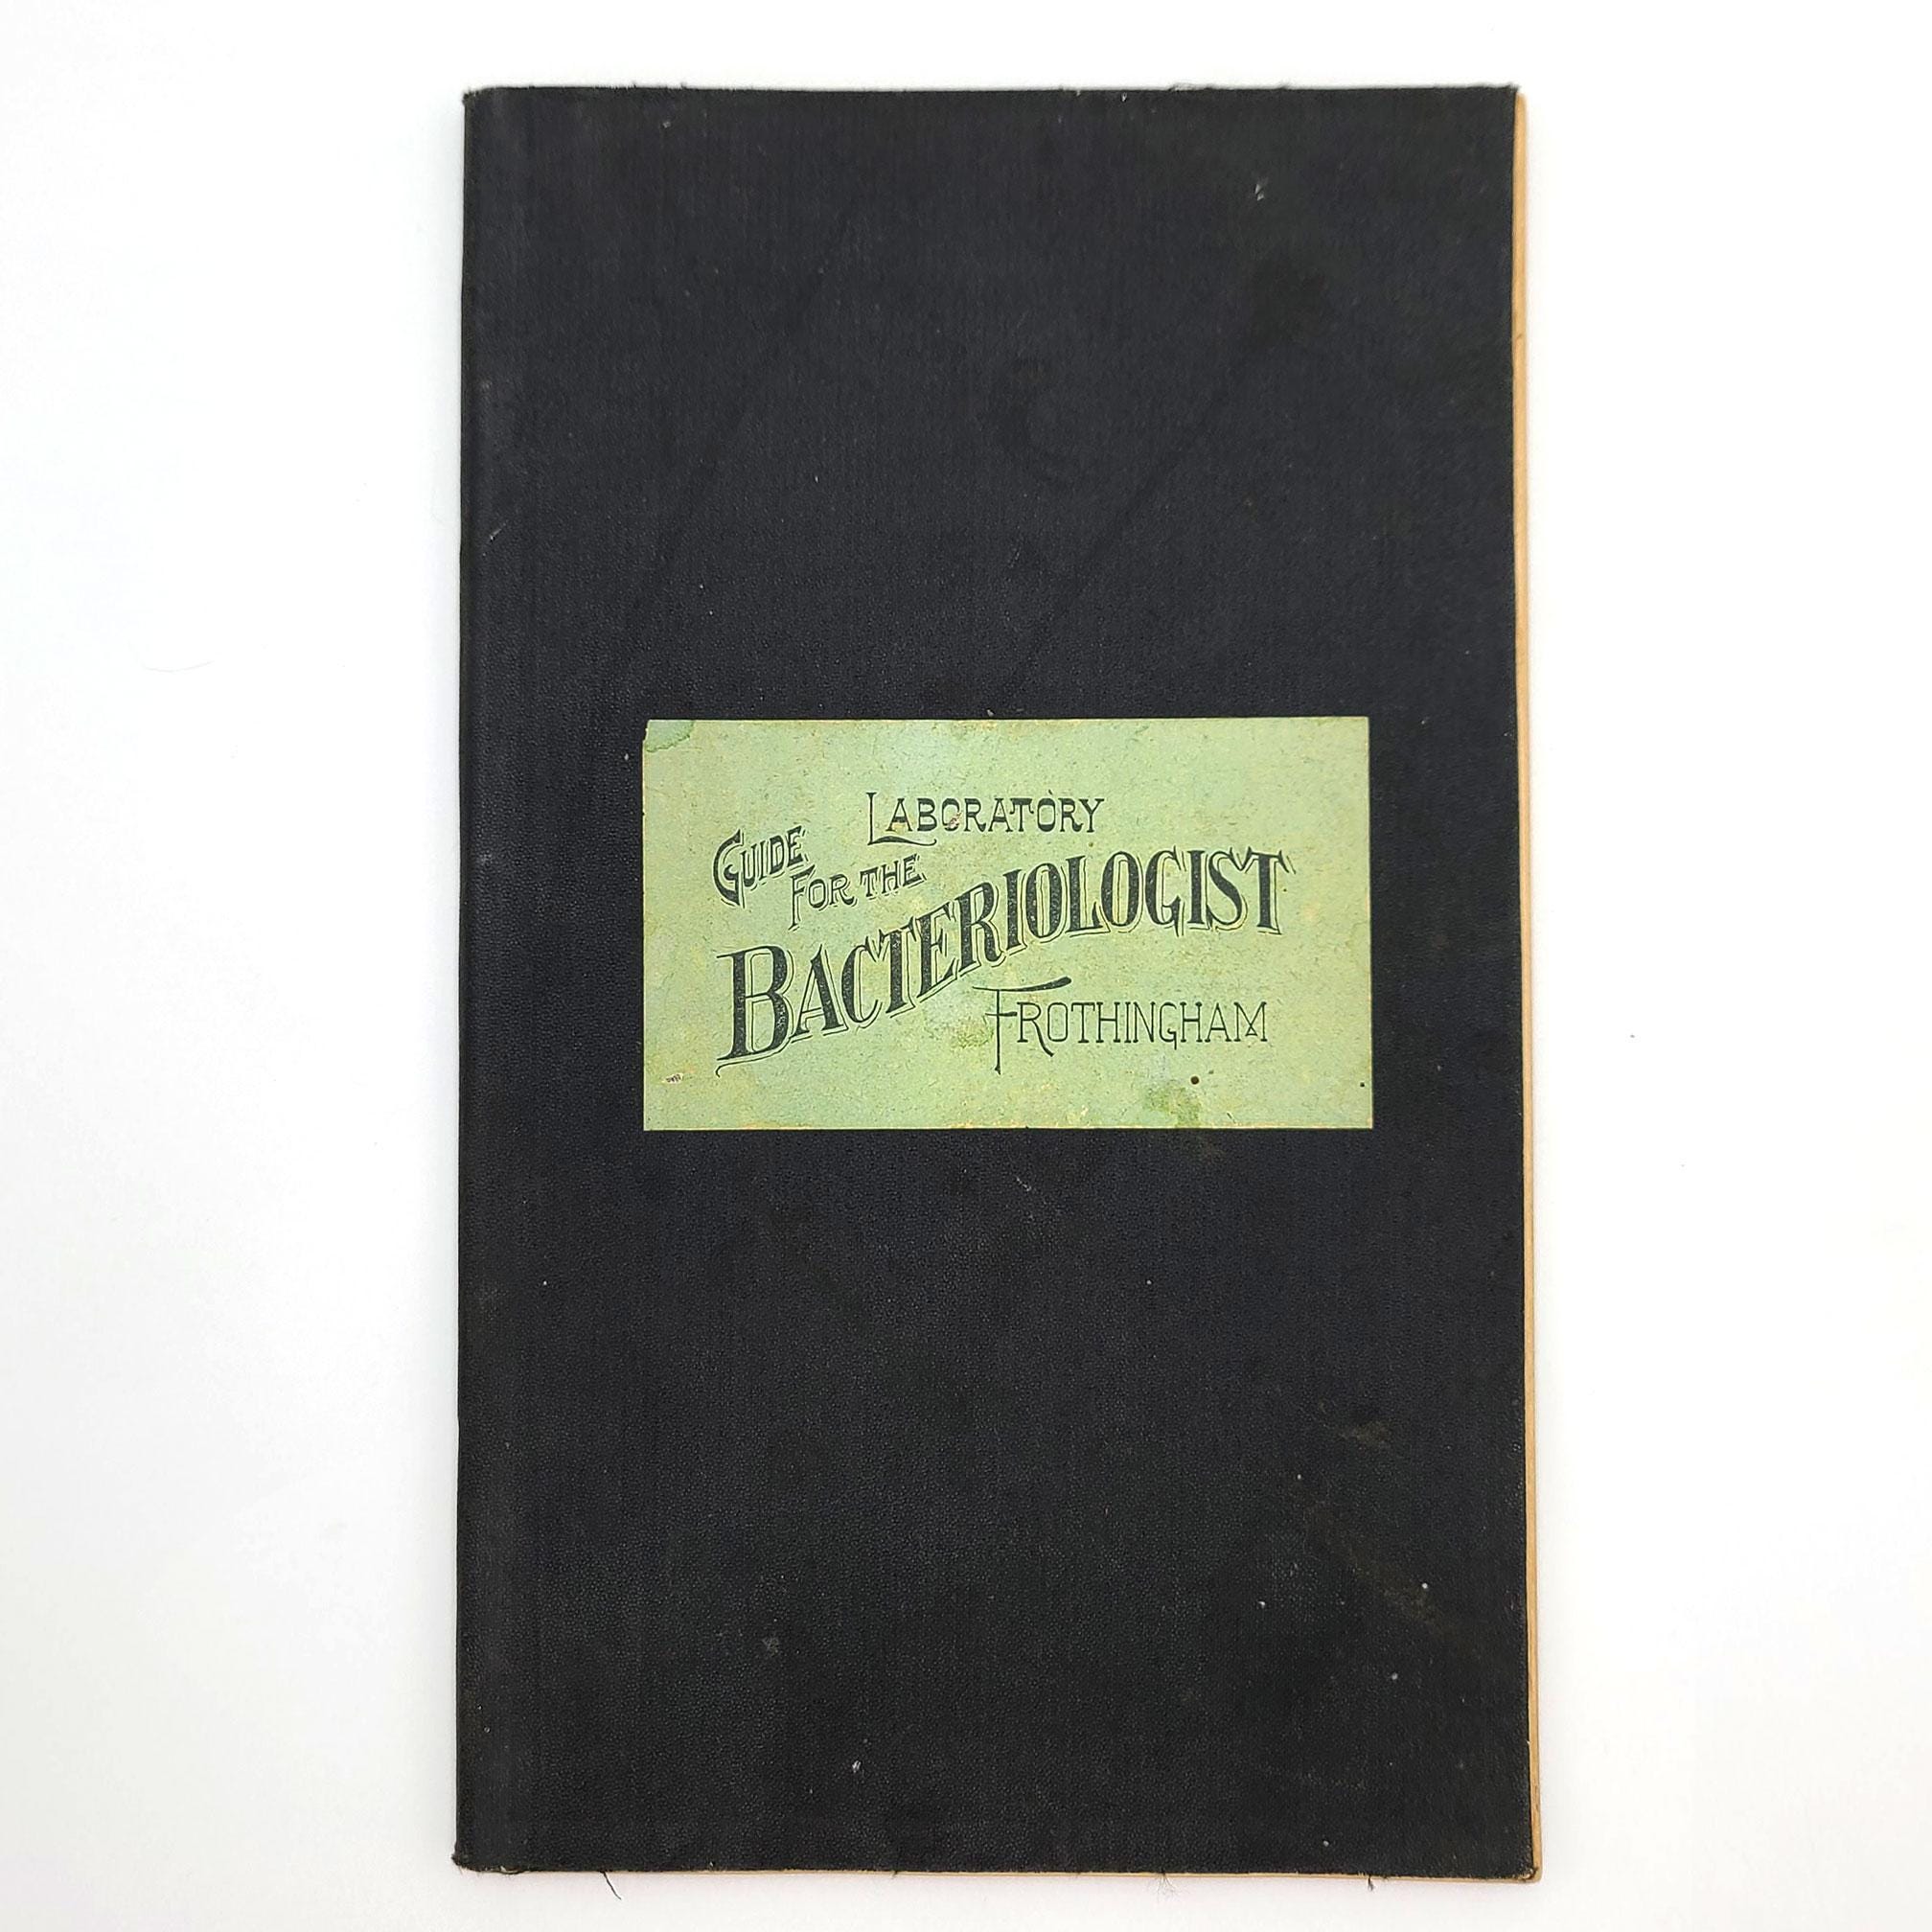 LABORATORY
GUIDE
FOR THE
BACTERIOLOGIST
FROTHINGHAM